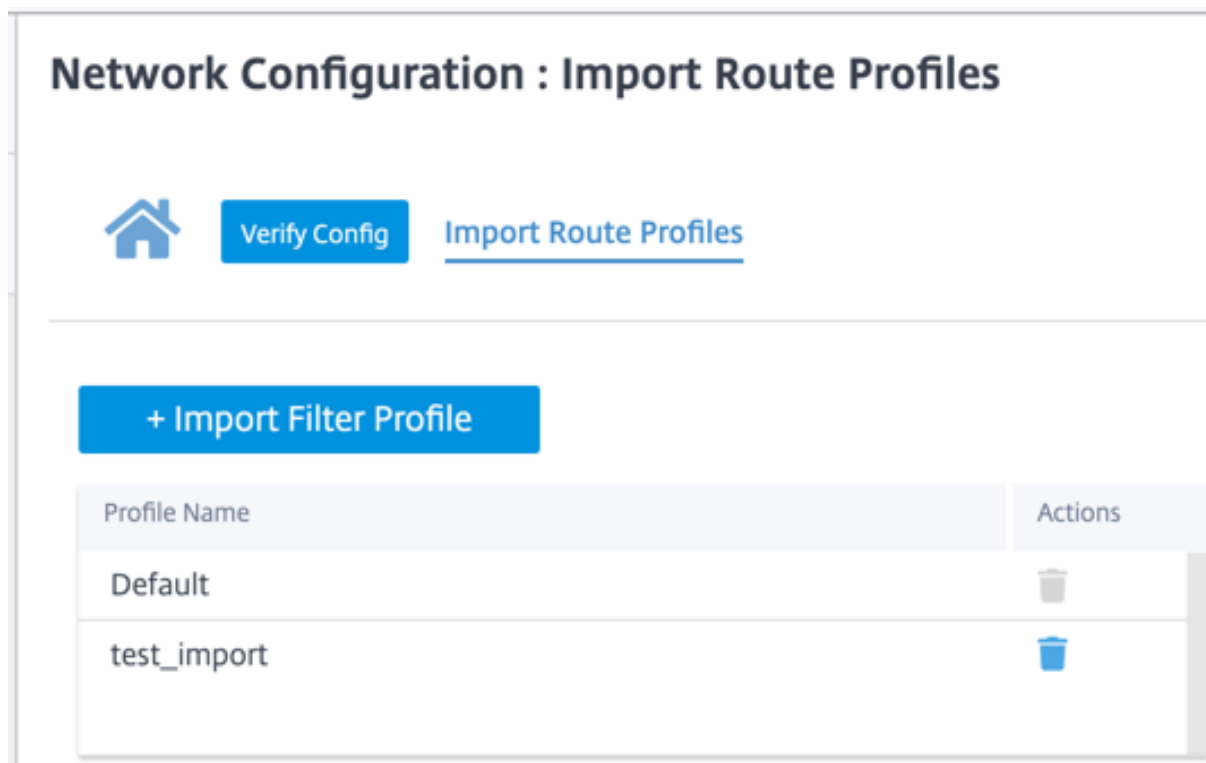 Network Configuration : Import Route Profiles
Verify Config Import Route Profiles
+ Import Filter Profile
Profile Name Actions
Default
test_import